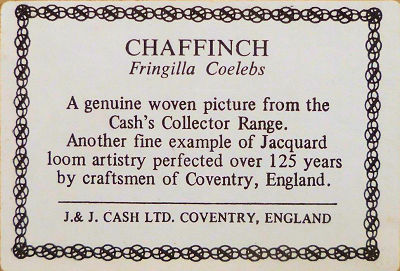 CHAFFINCH
Fringilla Coelebs
A genuine woven picture from the
Cash's Collector Range.
Another fine example of Jacquard
loom artistry perfected over 125 years
by craftsmen of Coventry, England.
J.& J. CASH LTD. COVENTRY, ENGLAND